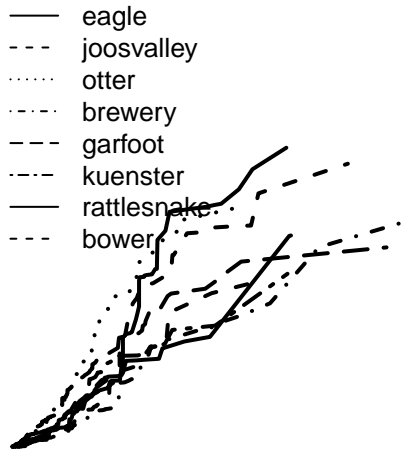 eagle
joosvalley
otter
brewery
garfoot
kuenster
rattlesnake
bower